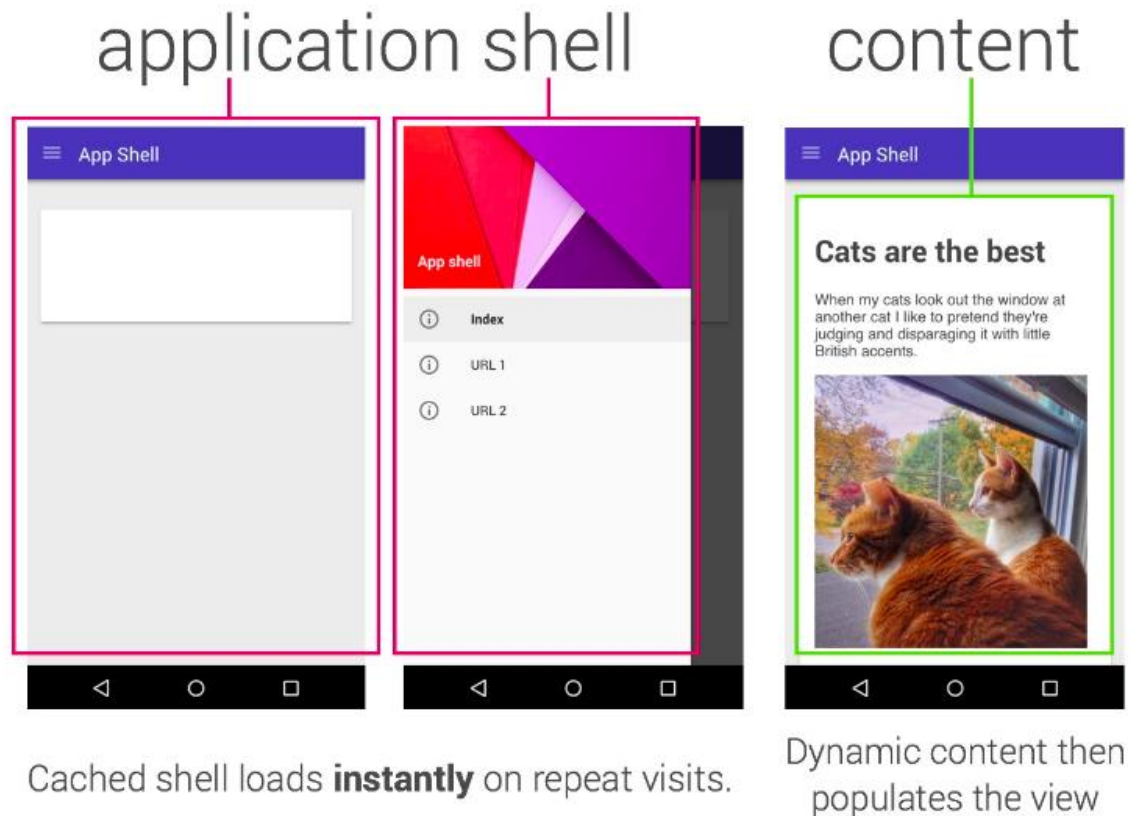 application shell
content
App Shell
App shell
Index
URL 1
URL 2
App Shell
Cats are the best
When my cats look out the window at
another cat I like to pretend they're
judging and disparaging it with little
British accents.
Cached shell loads instantly on repeat visits.
Dynamic content then
populates the view